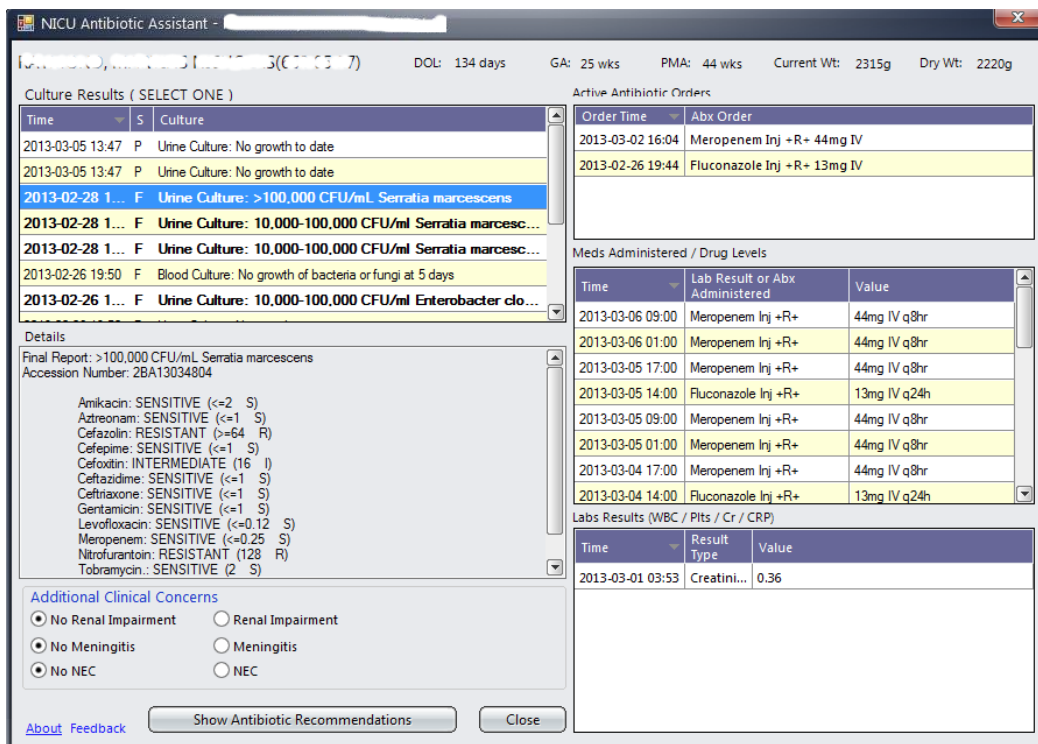 NICU Antibiotic Assistant -
DOL: 134 days GA: 25 wks PMA: 44 wks Current Wt: 2315g Dry Wt: 2220g
Culture Results ( SELECT ONE )
Time S Culture
2013-03-05 13:47 P Urine Culture: No growth to date
2013-03-05 13:47 P Urine Culture: No growth to date
2013-02-28 1... F Urine Culture: >100,000 CFU/mL Serratia marcescens
2013-02-28 1... F Urine Culture: 10,000-100,000 CFU/ml Serratia marcesc...
2013-02-28 1... F Urine Culture: 10,000-100,000 CFU/ml Serratia marcesc...
2013-02-26 19:50 F Blood Culture: No growth of bacteria or fungi at 5 days
2013-02-26 1... F Urine Culture: 10,000-100,000 CFU/ml Enterobacter clo...
Details
Final Report: >100,000 CFU/mL Serratia marcescens
Accession Number: 2BA13034804
Amikacin: SENSITIVE (<=2 S)
Aztreonam: SENSITIVE (<=1 S)
Cefazolin: RESISTANT (>=64 R)
Cefepime: SENSITIVE (<=1 S)
Cefoxitin: INTERMEDIATE (16 I)
Ceftazidime: SENSITIVE (<=1 S)
Ceftriaxone: SENSITIVE (<=1 S)
Gentamicin: SENSITIVE (<=1 S)
Levofloxacin: SENSITIVE (<=0.12 S)
Meropenem: SENSITIVE (<=0.25 S)
Nitrofurantoin: RESISTANT (128 R)
Tobramycin.: SENSITIVE (2 S)
Additional Clinical Concerns
No Renal Impairment Renal Impairment
No Meningitis Meningitis
No NEC NEC
About Feedback Show Antibiotic Recommendations Close
Active Antibiotic Orders
Order Time Abx Order
2013-03-02 16:04 Meropenem Inj +R+ 44mg IV
2013-02-26 19:44 Fluconazole Inj +R+ 13mg IV
Meds Administered / Drug Levels
Time Lab Result or Abx Administered Value
2013-03-06 09:00 Meropenem Inj +R+ 44mg IV q8hr
2013-03-06 01:00 Meropenem Inj +R+ 44mg IV q8hr
2013-03-05 17:00 Meropenem Inj +R+ 44mg IV q8hr
2013-03-05 14:00 Fluconazole Inj +R+ 13mg IV q24h
2013-03-05 09:00 Meropenem Inj +R+ 44mg IV q8hr
2013-03-05 01:00 Meropenem Inj +R+ 44mg IV q8hr
2013-03-04 17:00 Meropenem Inj +R+ 44mg IV q8hr
2013-03-04 14:00 Fluconazole Inj +R+ 13mg IV q24h
Labs Results (WBC / Plts / Cr / CRP)
Time Result Type Value
2013-03-01 03:53 Creatini... 0.36